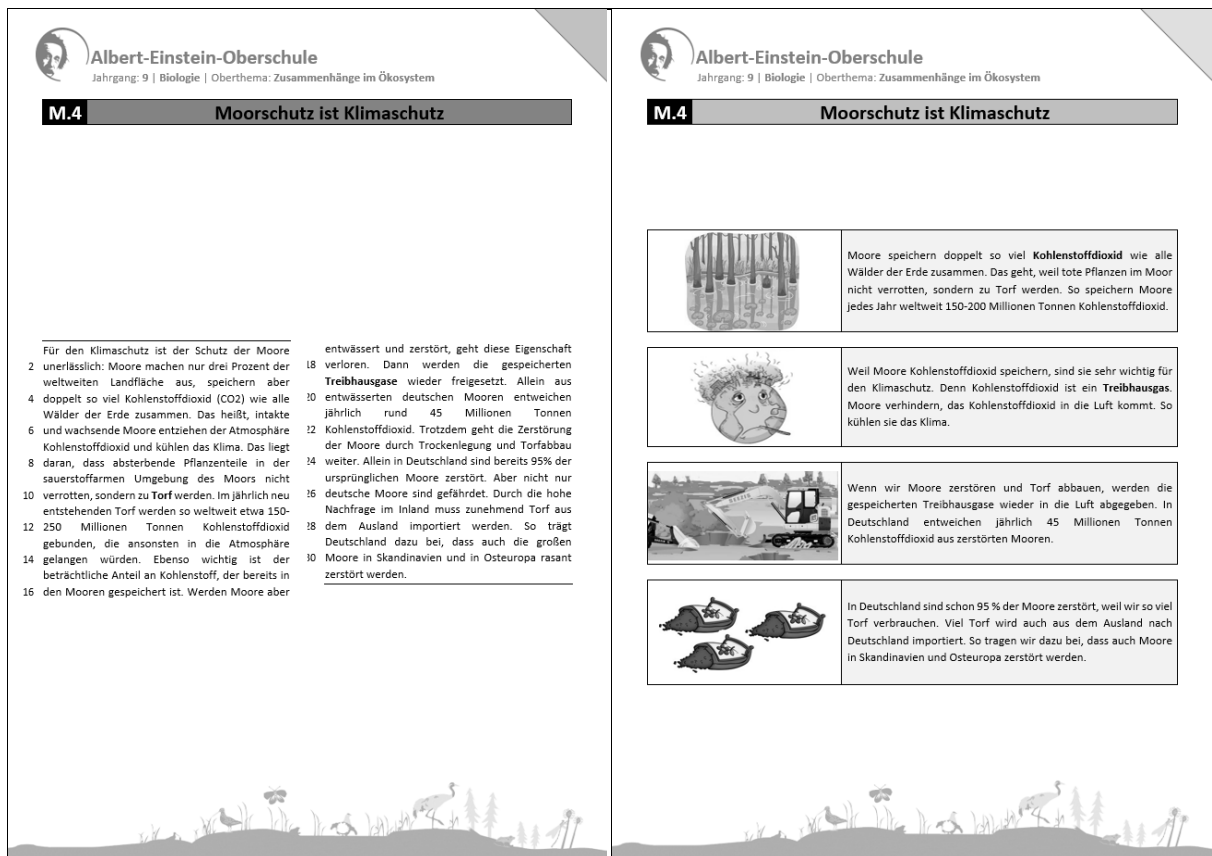 Albert-Einstein-Oberschule
Jahrgang: 9 | Biologie | Oberthema: Zusammenhänge im Ökosystem
M.4 Moorschutz ist Klimaschutz
Für den Klimaschutz ist der Schutz der Moore
2 unerlässlich: Moore machen nur drei Prozent der
weltweiten Landfläche aus, speichern aber
4 doppelt so viel Kohlenstoffdioxid (CO2) wie alle
Wälder der Erde zusammen. Das heißt, intakte
6 und wachsende Moore entziehen der Atmosphäre
Kohlenstoffdioxid und kühlen das Klima. Das liegt
8 daran, dass absterbende Pflanzenteile in der
sauerstoffarmen Umgebung des Moors nicht
10 verrotten, sondern zu Torf werden. Im jährlich neu
entstehenden Torf werden so weltweit etwa 150-
12 250 Millionen Tonnen Kohlenstoffdioxid
gebunden, die ansonsten in die Atmosphäre
14 gelangen würden. Ebenso wichtig ist der
beträchtliche Anteil an Kohlenstoff, der bereits in
16 den Mooren gespeichert ist. Werden Moore aber
entwässert und zerstört, geht diese Eigenschaft
18 verloren. Dann werden die gespeicherten
Treibhausgase wieder freigesetzt. Allein aus
20 entwässerten deutschen Mooren entweichen
jährlich rund 45 Millionen Tonnen
22 Kohlenstoffdioxid. Trotzdem geht die Zerstörung
der Moore durch Trockenlegung und Torfabbau
24 weiter. Allein in Deutschland sind bereits 95% der
ursprünglichen Moore zerstört. Aber nicht nur
26 deutsche Moore sind gefährdet. Durch die hohe
Nachfrage im Inland muss zunehmend Torf aus
28 dem Ausland importiert werden. So trägt
Deutschland dazu bei, dass auch die großen
30 Moore in Skandinavien und in Osteuropa rasant
zerstört werden.
Albert-Einstein-Oberschule
Jahrgang: 9 | Biologie | Oberthema: Zusammenhänge im Ökosystem
M.4 Moorschutz ist Klimaschutz
Moore speichern doppelt so viel Kohlenstoffdioxid wie alle
Wälder der Erde zusammen. Das geht, weil tote Pflanzen im Moor
nicht verrotten, sondern zu Torf werden. So speichern Moore
jedes Jahr weltweit 150-200 Millionen Tonnen Kohlenstoffdioxid.
Weil Moore Kohlenstoffdioxid speichern, sind sie sehr wichtig für
den Klimaschutz. Denn Kohlenstoffdioxid ist ein Treibhausgas.
Moore verhindern, das Kohlenstoffdioxid in die Luft kommt. So
kühlen sie das Klima.
Wenn wir Moore zerstören und Torf abbauen, werden die
gespeicherten Treibhausgase wieder in die Luft abgegeben. In
Deutschland entweichen jährlich 45 Millionen Tonnen
Kohlenstoffdioxid aus zerstörten Mooren.
In Deutschland sind schon 95 % der Moore zerstört, weil wir so viel
Torf verbrauchen. Viel Torf wird auch aus dem Ausland nach
Deutschland importiert. So tragen wir dazu bei, dass auch Moore
in Skandinavien und Osteuropa zerstört werden.